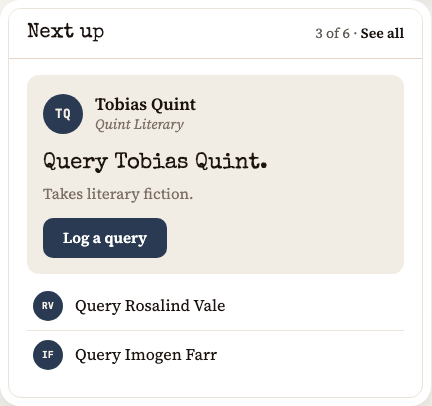 Next up
3 of 6 · See all
TQ
Tobias Quint
Quint Literary
Query Tobias Quint.
Takes literary fiction.
Log a query
RV
Query Rosalind Vale
IF
Query Imogen Farr